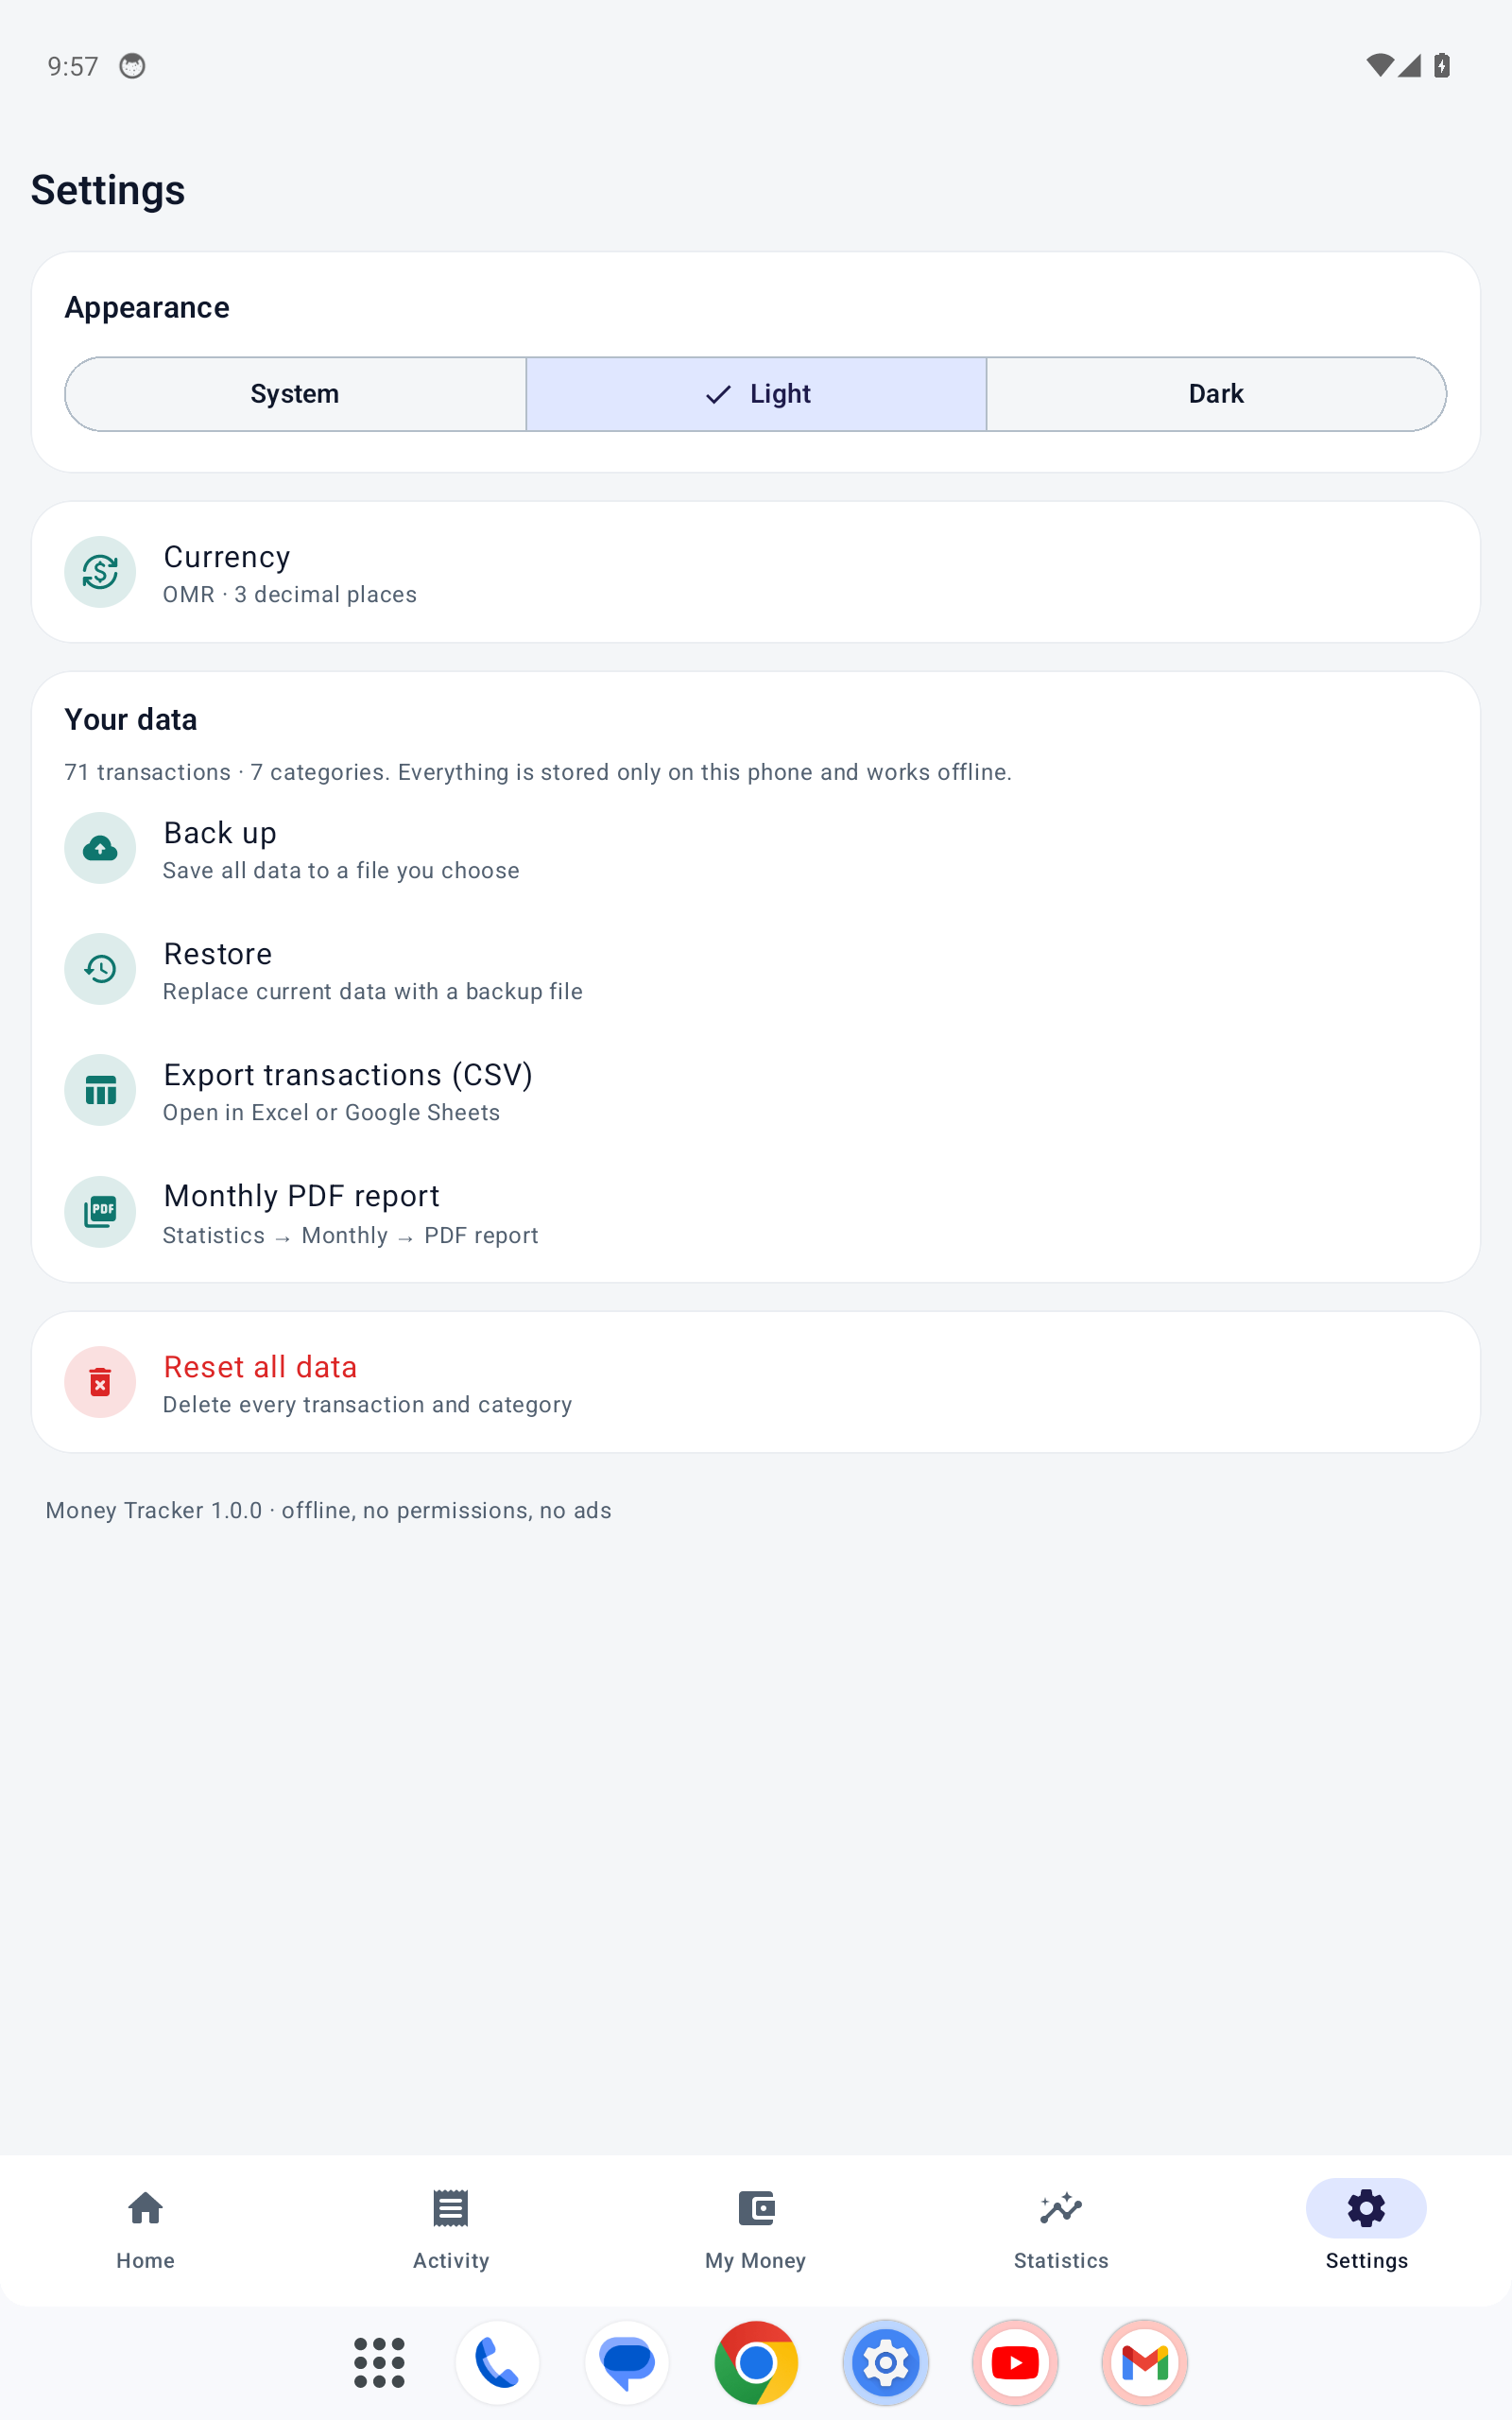 9:57
Settings
Appearance
System
Light
Dark
Currency
OMR · 3 decimal places
Your data
71 transactions · 7 categories. Everything is stored only on this phone and works offline.
Back up
Save all data to a file you choose
Restore
Replace current data with a backup file
Export transactions (CSV)
Open in Excel or Google Sheets
PDF
Monthly PDF report
Statistics → Monthly → PDF report
Reset all data
Delete every transaction and category
Money Tracker 1.0.0 · offline, no permissions, no ads
Home
Activity
My Money
Statistics
Settings